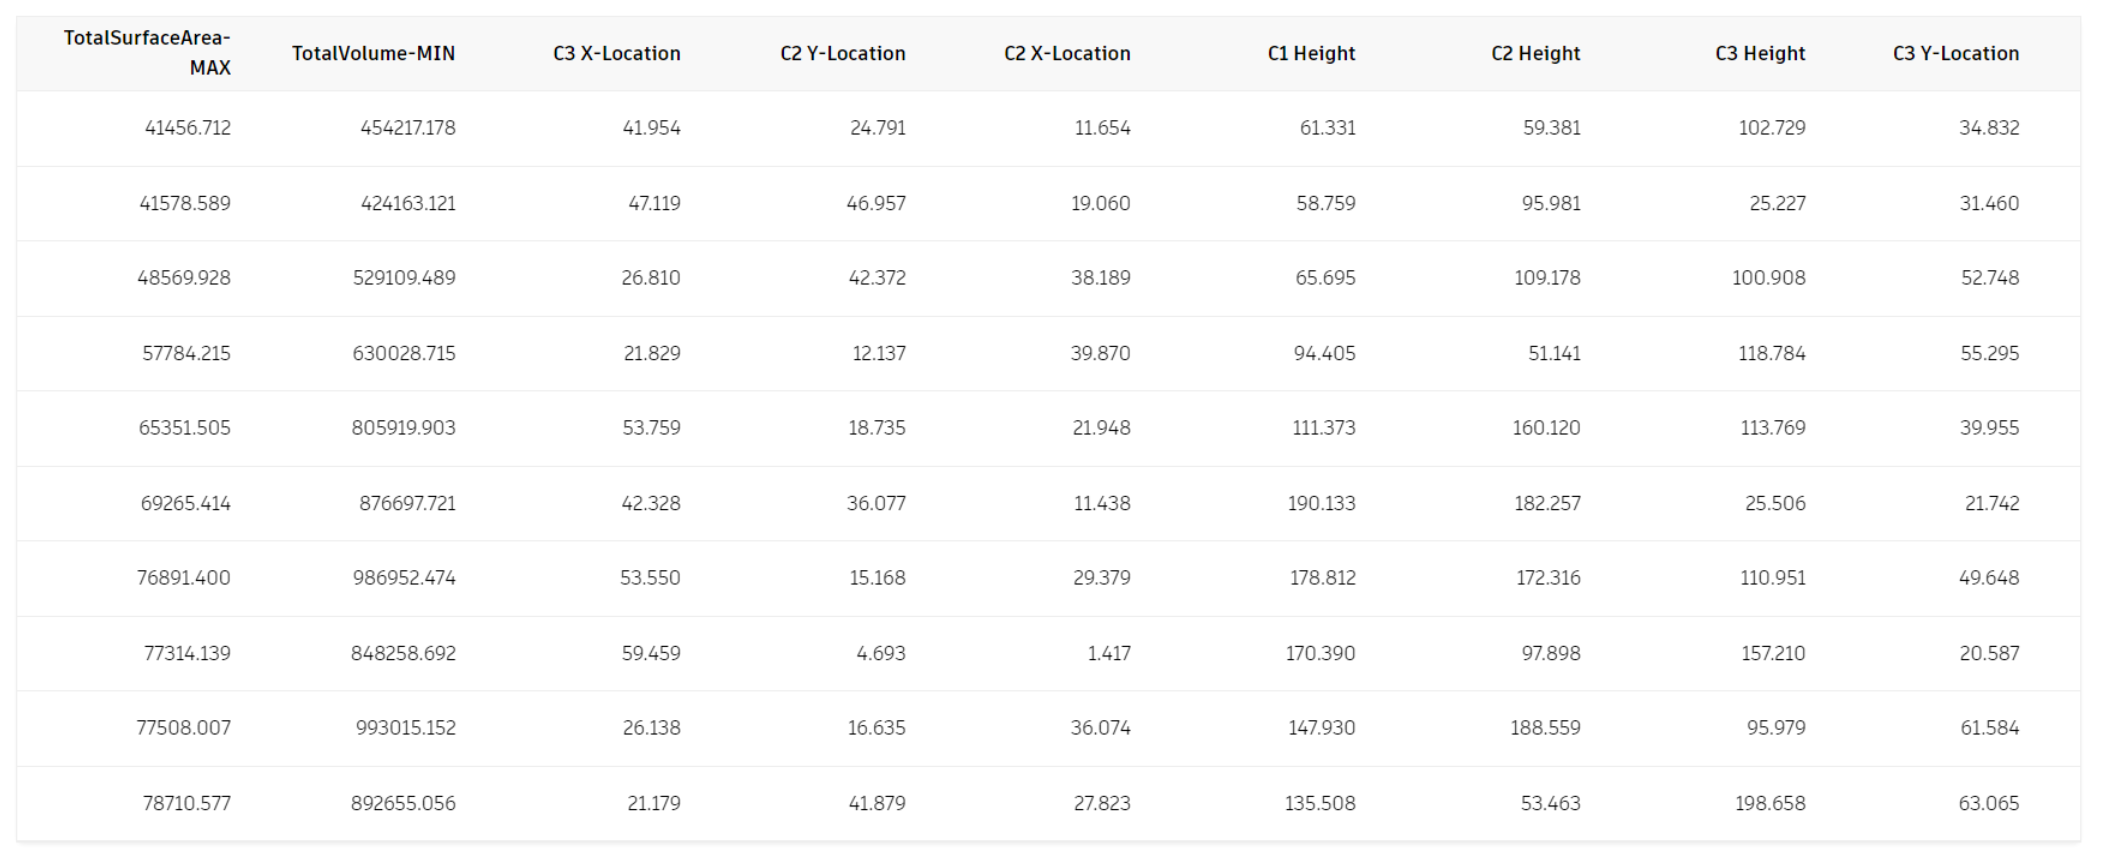 TotalSurfaceArea-
MAX TotalVolume-MIN C3 X-Location C2 Y-Location C2 X-Location C1 Height C2 Height C3 Height C3 Y-Location
41456.712 454217.178 41.954 24.791 11.654 61.331 59.381 102.729 34.832
41578.589 424163.121 47.119 46.957 19.060 58.759 95.981 25.227 31.460
48569.928 529109.489 26.810 42.372 38.189 65.695 109.178 100.908 52.748
57784.215 630028.715 21.829 12.137 39.870 94.405 51.141 118.784 55.295
65351.505 805919.903 53.759 18.735 21.948 111.373 160.120 113.769 39.955
69265.414 876697.721 42.328 36.077 11.438 190.133 182.257 25.506 21.742
76891.400 986952.474 53.550 15.168 29.379 178.812 172.316 110.951 49.648
77314.139 848258.692 59.459 4.693 1.417 170.390 97.898 157.210 20.587
77508.007 993015.152 26.138 16.635 36.074 147.930 188.559 95.979 61.584
78710.577 892655.056 21.179 41.879 27.823 135.508 53.463 198.658 63.065